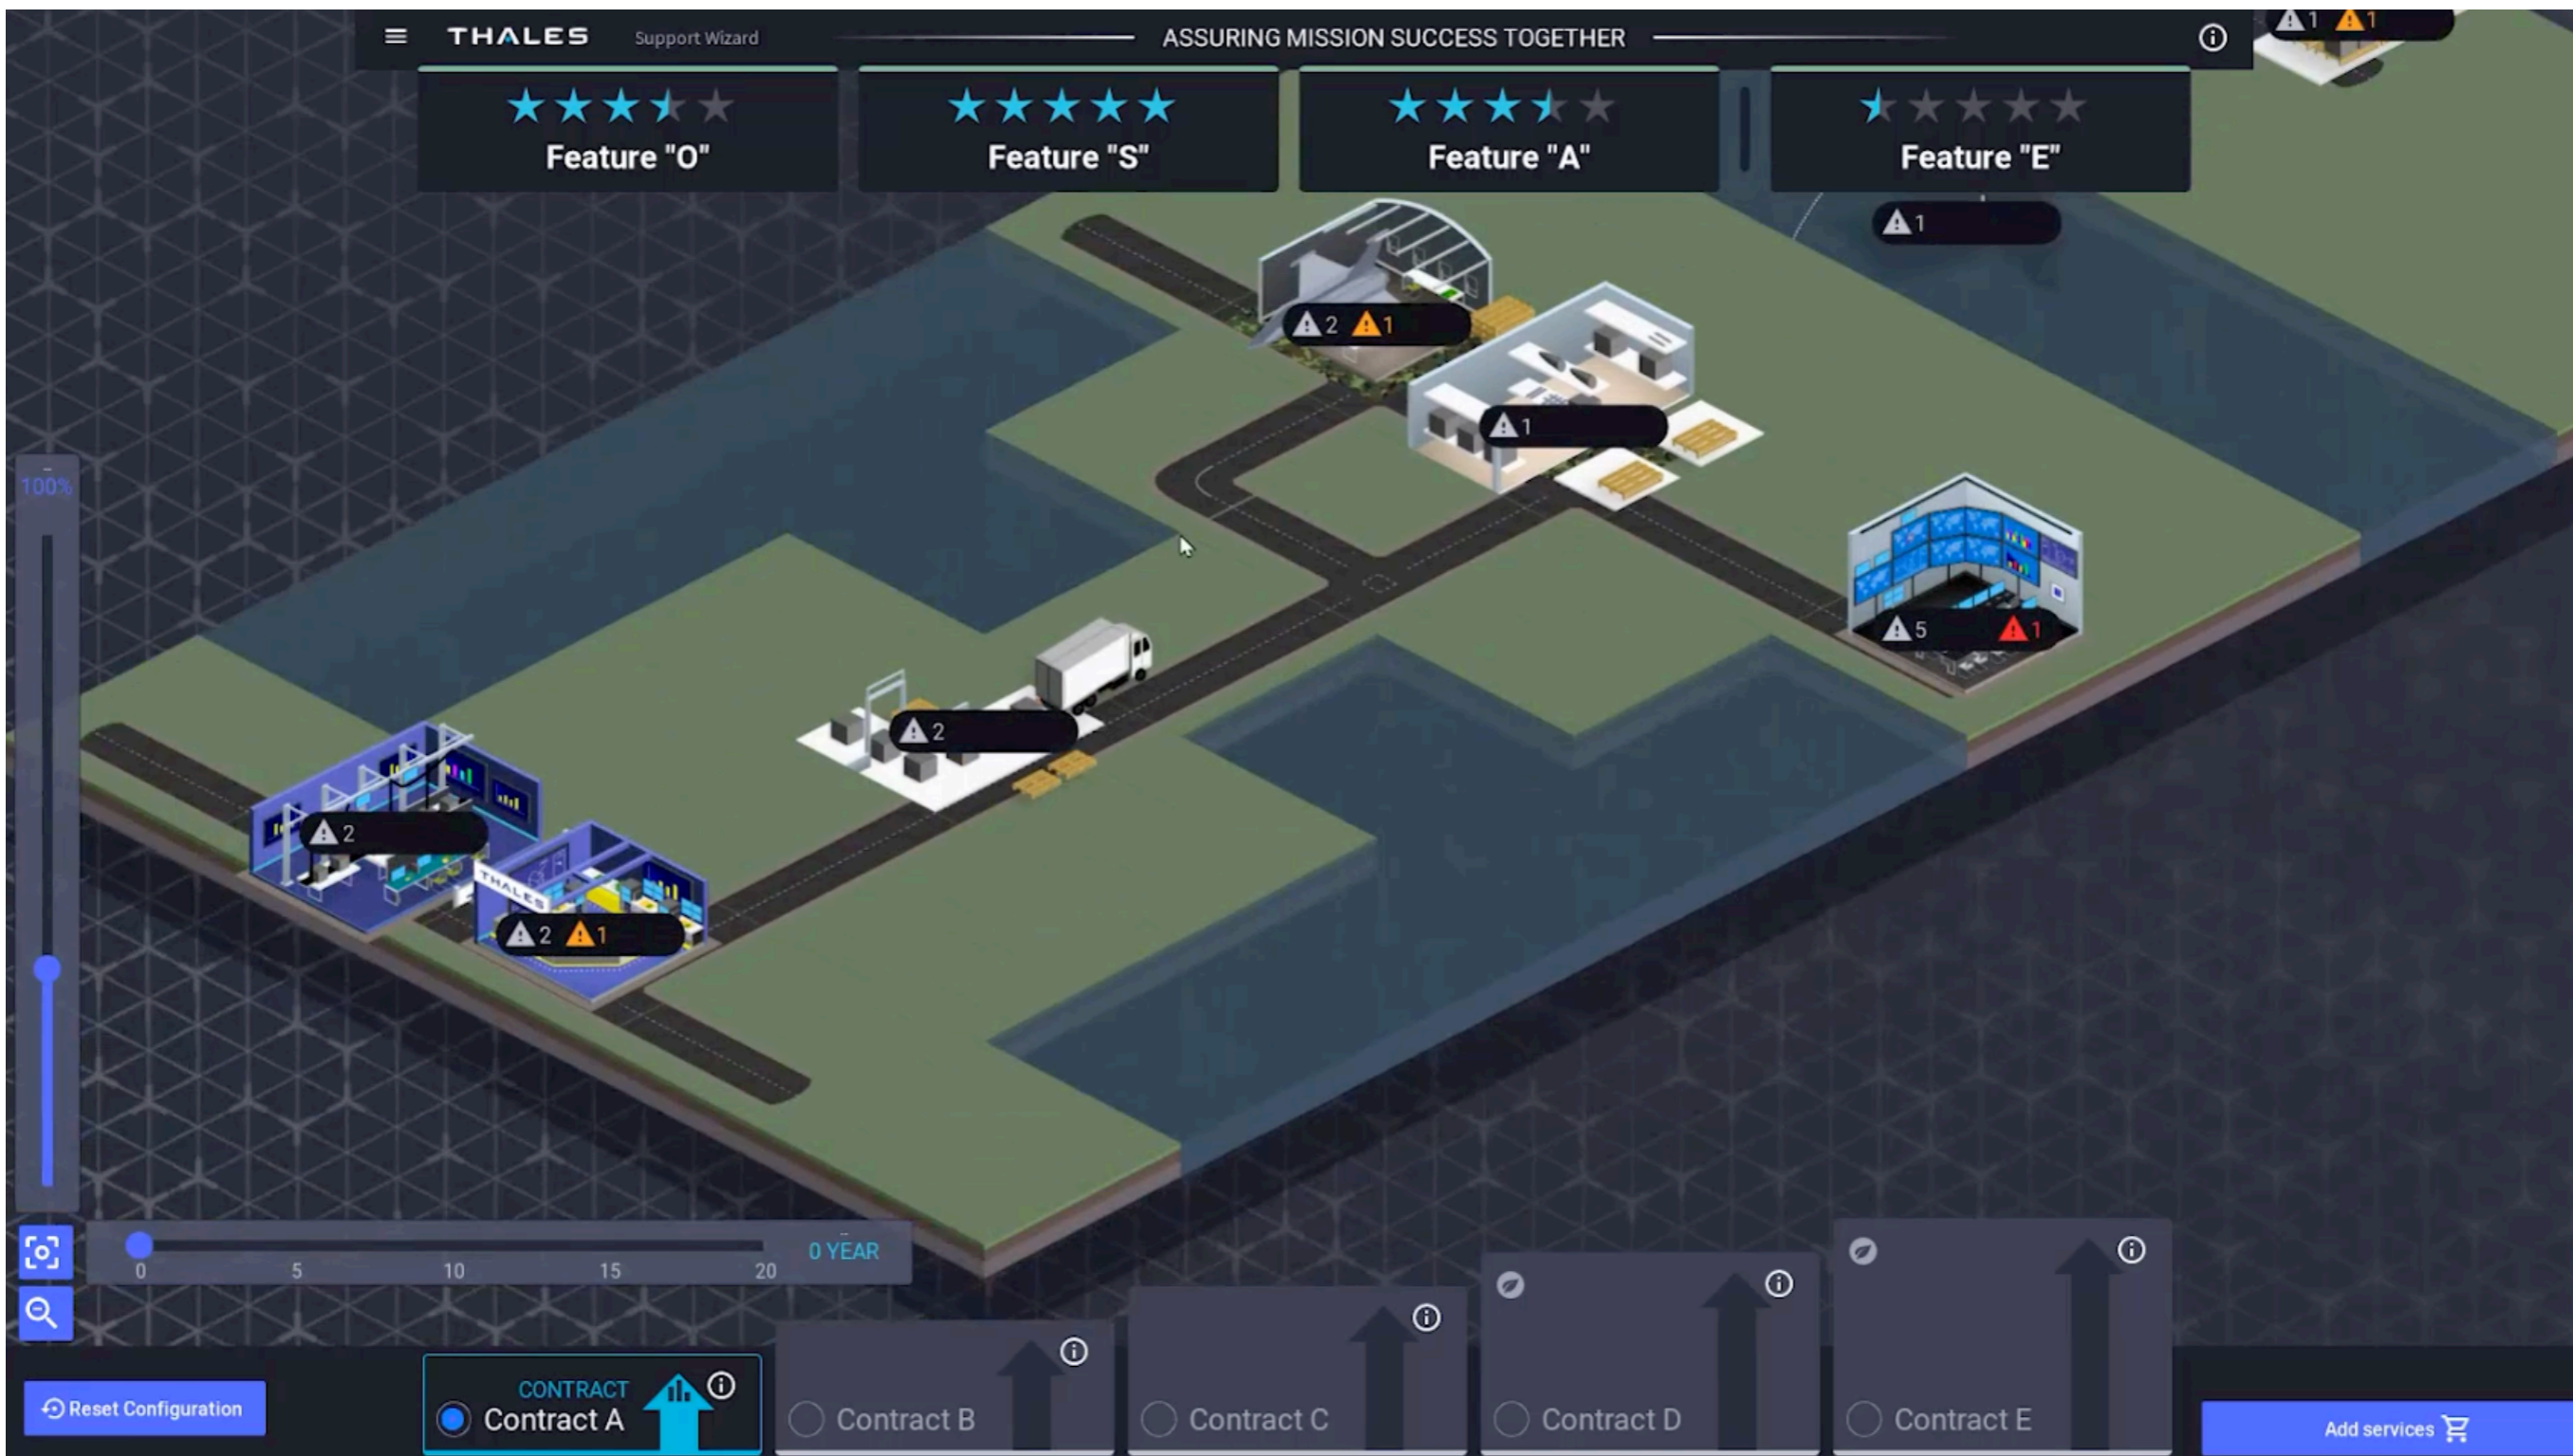 THALES Support Wizard ASSURING MISSION SUCCESS TOGETHER
1 1
Feature "O" Feature "S" Feature "A" Feature "E"
1
2 1
1
100%
5 1
2
2
THALES
2 1
0 YEAR
0 5 10 15 20
CONTRACT
Contract A Contract B Contract C Contract D Contract E
Reset Configuration
Add services